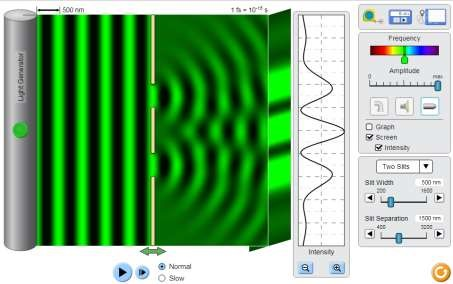 500 nm
1 fs = 10⁻¹⁵ s
Light Generator
Frequency
Amplitude
0
max
Graph
Screen
Intensity
Two Slits
Slit Width
500 nm
200
1600
Slit Separation
1500 nm
400
3200
Intensity
Normal
Slow